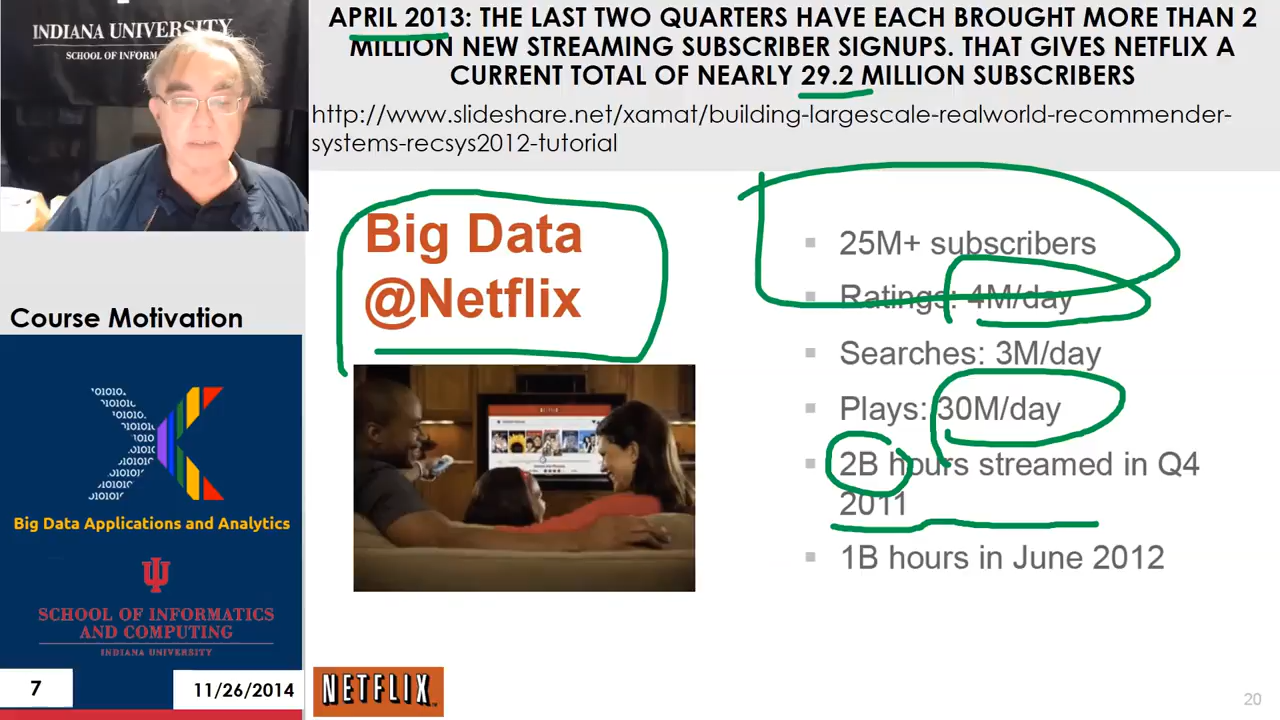 INDIANA UNIVERSITY
SCHOOL OF INFORM
APRIL 2013: THE LAST TWO QUARTERS HAVE EACH BROUGHT MORE THAN 2
MILLION NEW STREAMING SUBSCRIBER SIGNUPS. THAT GIVES NETFLIX A
CURRENT TOTAL OF NEARLY 29.2 MILLION SUBSCRIBERS
http://www.slideshare.net/xamat/building-largescale-realworld-recommender-
systems-recsys2012-tutorial
Big Data
@Netflix
25M+ subscribers
Ratings: 4M/day
Searches: 3M/day
Plays: 30M/day
2B hours streamed in Q4
2011
1B hours in June 2012
Course Motivation
Big Data Applications and Analytics
SCHOOL OF INFORMATICS
AND COMPUTING
INDIANA UNIVERSITY
7
11/26/2014
NETFLIX
20